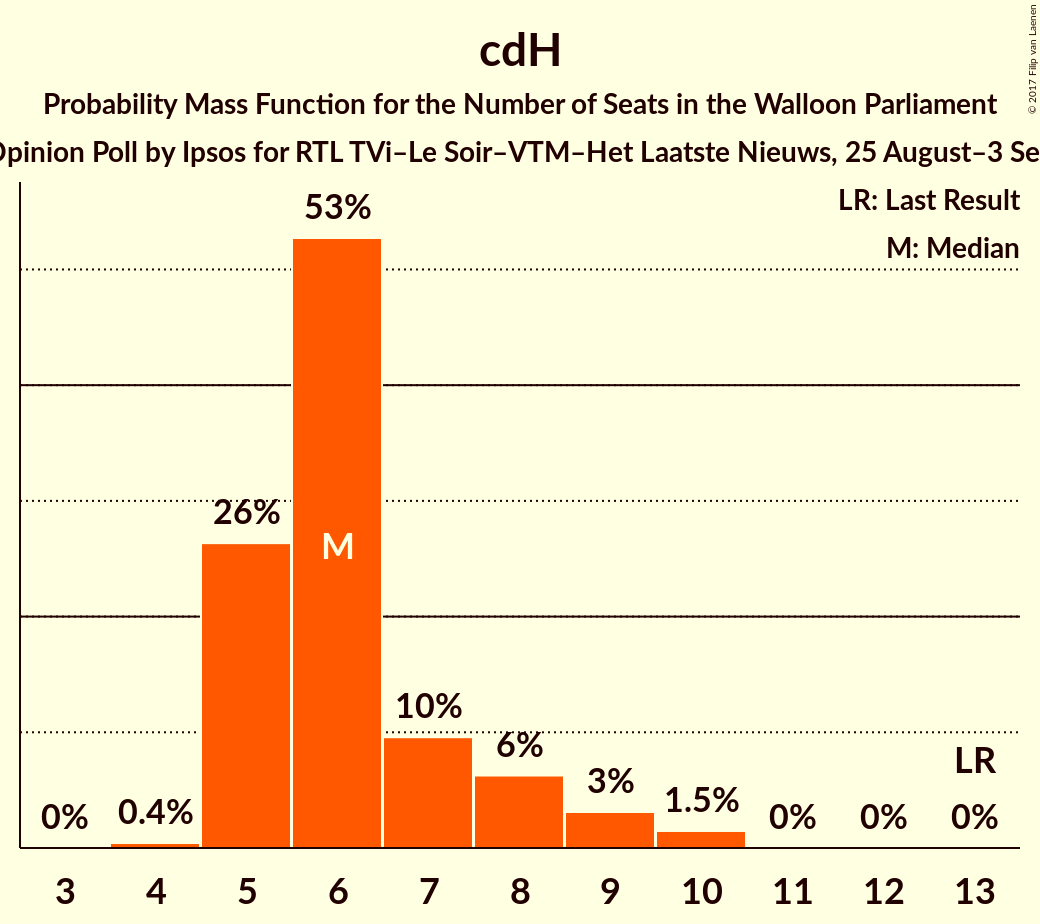 cdH
© 2017 Filip van Laenen
Probability Mass Function for the Number of Seats in the Walloon Parliament
Opinion Poll by Ipsos for RTL TVi–Le Soir–VTM–Het Laatste Nieuws, 25 August–3 Se
LR: Last Result
M: Median
53%
26%
M
10%
6%
3%
1.5%
LR
0%
0.4%
0%
0%
0%
3 4 5 6 7 8 9 10 11 12 13